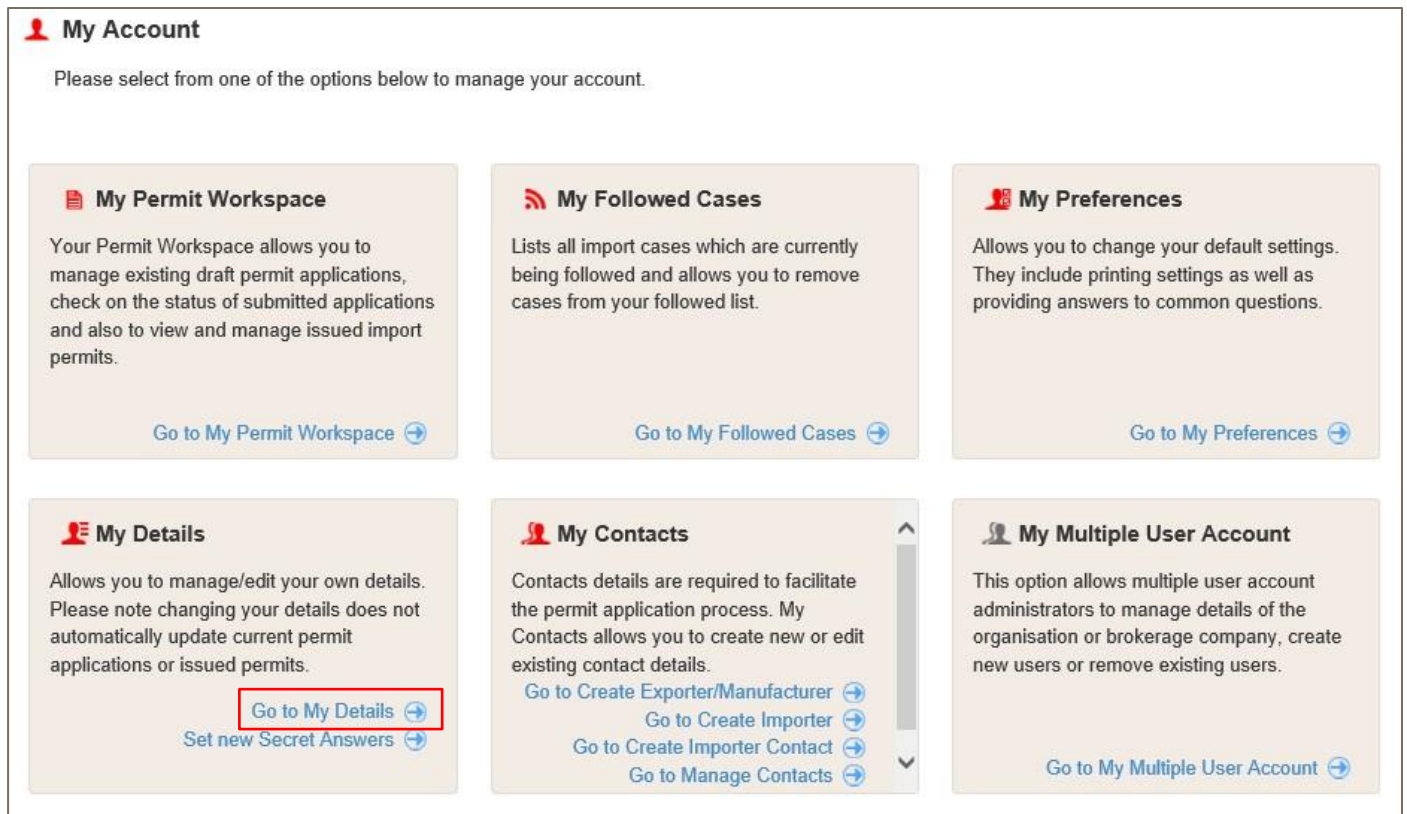 My Account
Please select from one of the options below to manage your account.
My Permit Workspace
Your Permit Workspace allows you to
manage existing draft permit applications,
check on the status of submitted applications
and also to view and manage issued import
permits.
Go to My Permit Workspace
My Followed Cases
Lists all import cases which are currently
being followed and allows you to remove
cases from your followed list.
Go to My Followed Cases
My Preferences
Allows you to change your default settings.
They include printing settings as well as
providing answers to common questions.
Go to My Preferences
My Details
Allows you to manage/edit your own details.
Please note changing your details does not
automatically update current permit
applications or issued permits.
Go to My Details
Set new Secret Answers
My Contacts
Contacts details are required to facilitate
the permit application process. My
Contacts allows you to create new or edit
existing contact details.
Go to Create Exporter/Manufacturer
Go to Create Importer
Go to Create Importer Contact
Go to Manage Contacts
My Multiple User Account
This option allows multiple user account
administrators to manage details of the
organisation or brokerage company, create
new users or remove existing users.
Go to My Multiple User Account